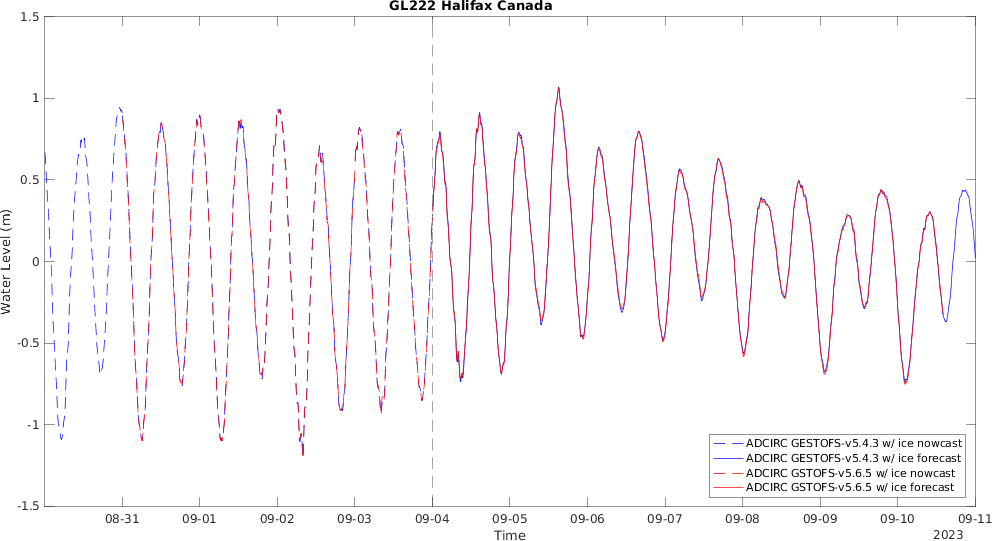 GL222 Halifax Canada
1.5
1
0.5
0
-0.5
-1
-1.5
Water Level (m)
08-31 09-01 09-02 09-03 09-04 09-05 09-06 09-07 09-08 09-09 09-10 09-11
Time
2023
ADCIRC GESTOFS-v5.4.3 w/ ice nowcast
ADCIRC GESTOFS-v5.4.3 w/ ice forecast
ADCIRC GSTOFS-v5.6.5 w/ ice nowcast
ADCIRC GSTOFS-v5.6.5 w/ ice forecast